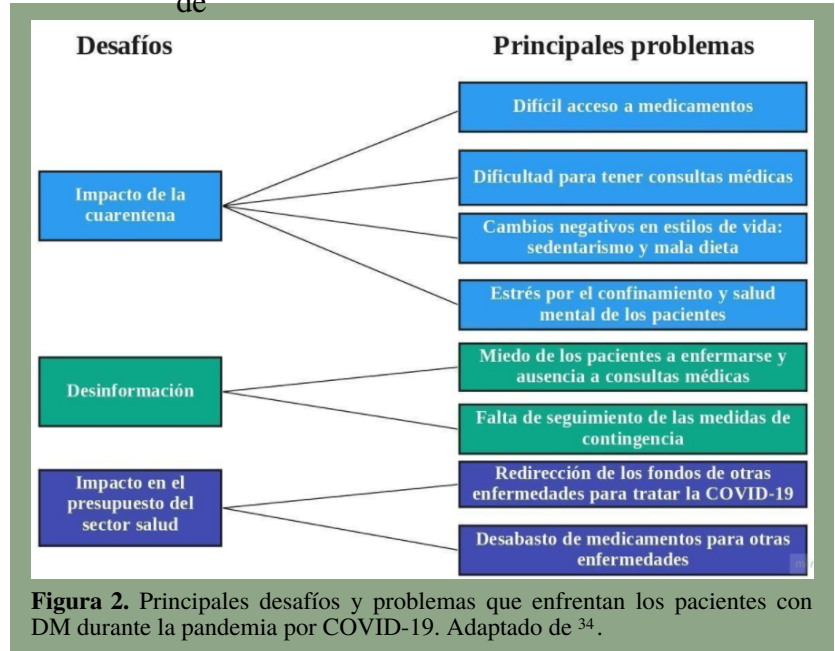 de
Desafíos
Principales problemas
Impacto de la
cuarentena
Difícil acceso a medicamentos
Dificultad para tener consultas médicas
Cambios negativos en estilos de vida:
sedentarismo y mala dieta
Estrés por el confinamiento y salud
mental de los pacientes
Desinformación
Miedo de los pacientes a enfermarse y
ausencia a consultas médicas
Falta de seguimiento de las medidas de
contingencia
Impacto en el
presupuesto del
sector salud
Redirección de los fondos de otras
enfermedades para tratar la COVID-19
Desabasto de medicamentos para otras
enfermedades
Figura 2. Principales desafíos y problemas que enfrentan los pacientes con
DM durante la pandemia por COVID-19. Adaptado de 34.